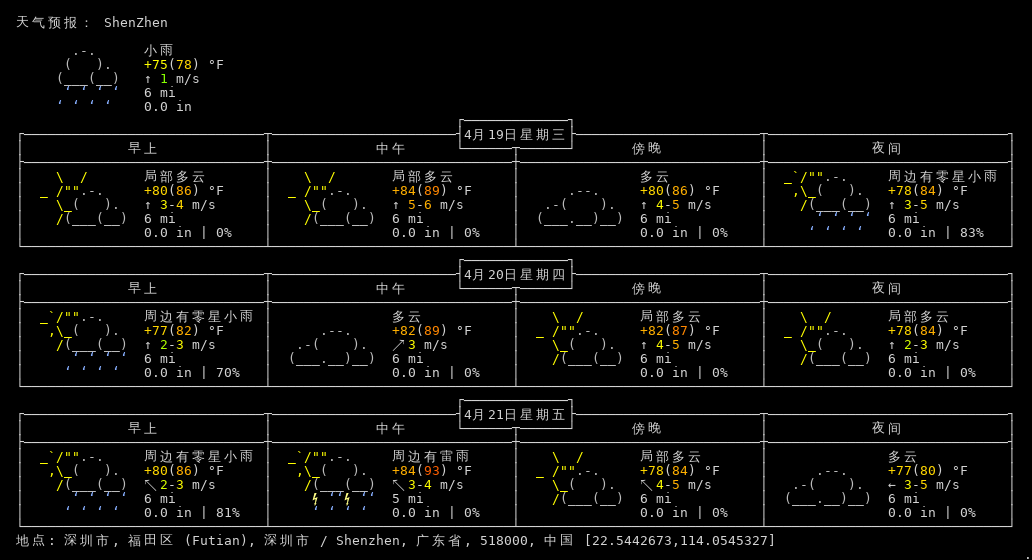 天气预报： ShenZhen
小雨
+75(78) °F
↑ 1 m/s
6 mi
0.0 in
4月19日星期三
早上 中午 傍晚 夜间
局部多云 局部多云 多云 周边有零星小雨
+80(86) °F +84(89) °F +80(86) °F +78(84) °F
↑ 3-4 m/s ↑ 5-6 m/s ↑ 4-5 m/s ↑ 3-5 m/s
6 mi 6 mi 6 mi 6 mi
0.0 in | 0% 0.0 in | 0% 0.0 in | 0% 0.0 in | 83%
4月20日星期四
早上 中午 傍晚 夜间
周边有零星小雨 多云 局部多云 局部多云
+77(82) °F +82(89) °F +82(87) °F +78(84) °F
↑ 2-3 m/s ↗ 3 m/s ↑ 4-5 m/s ↑ 2-3 m/s
6 mi 6 mi 6 mi 6 mi
0.0 in | 70% 0.0 in | 0% 0.0 in | 0% 0.0 in | 0%
4月21日星期五
早上 中午 傍晚 夜间
周边有零星小雨 周边有雷雨 局部多云 多云
+80(86) °F +84(93) °F +78(84) °F +77(80) °F
↖ 2-3 m/s ↖ 3-4 m/s ↖ 4-5 m/s ← 3-5 m/s
6 mi 5 mi 6 mi 6 mi
0.0 in | 81% 0.0 in | 0% 0.0 in | 0% 0.0 in | 0%
地点: 深圳市, 福田区 (Futian), 深圳市 / Shenzhen, 广东省, 518000, 中国 [22.5442673,114.0545327]